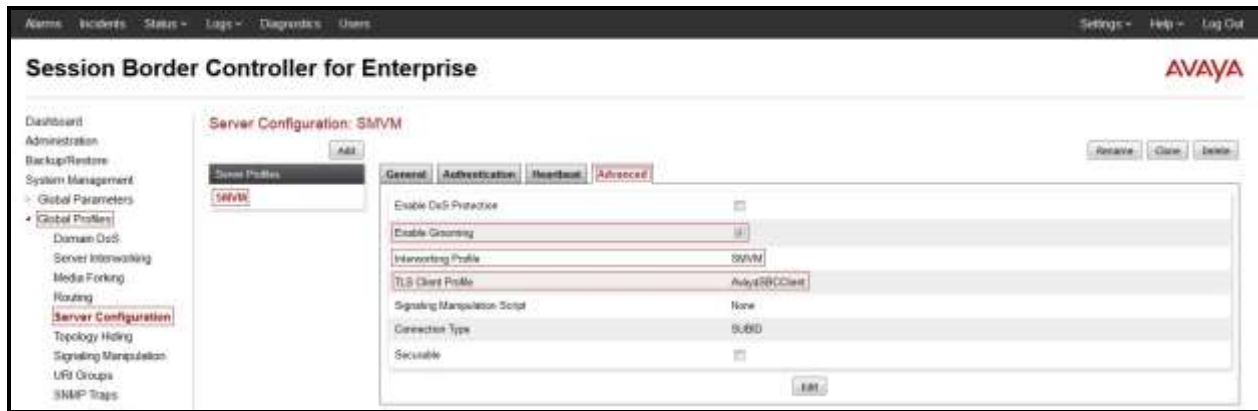 Alarms Incidents Status Logs Diagnostics Users Settings Help Log Out
Session Border Controller for Enterprise AVAYA
Dashboard
Administration
Backup/Restore
System Management
Global Parameters
Global Profiles
Domain DoS
Server Interworking
Media Forking
Routing
Server Configuration
Topology Hiding
Signaling Manipulation
URI Groups
SNMP Traps
Server Configuration: SMVM
Add
Rename Clone Delete
Server Profiles
SMVM
General Authentication Heartbeat Advanced
Enable DoS Protection
Enable Grooming
Interworking Profile SMVM
TLS Client Profile AvayaSBCClient
Signaling Manipulation Script None
Connection Type SUBID
Securable
Edit